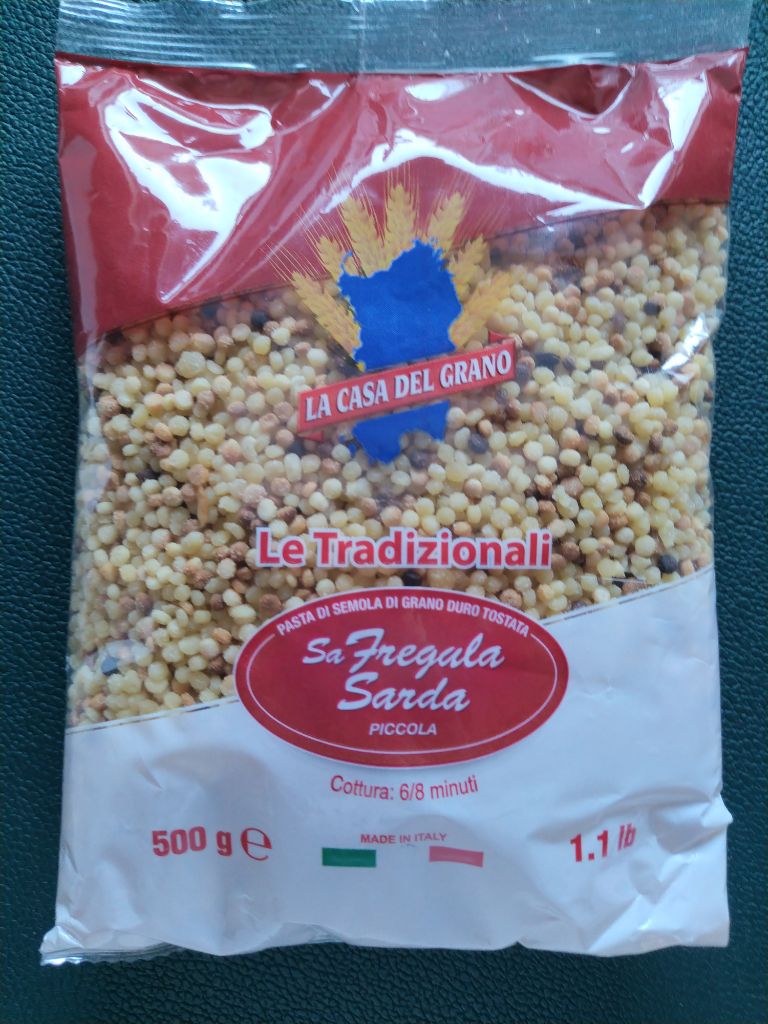 LA CASA DEL GRANO
Le Tradizionali
PASTA DI SEMOLA DI GRANO DURO TOSTATA
Sa Fregula
Sarda
PICCOLA
Cottura: 6/8 minuti
500 g ℮
MADE IN ITALY
1.1 lb